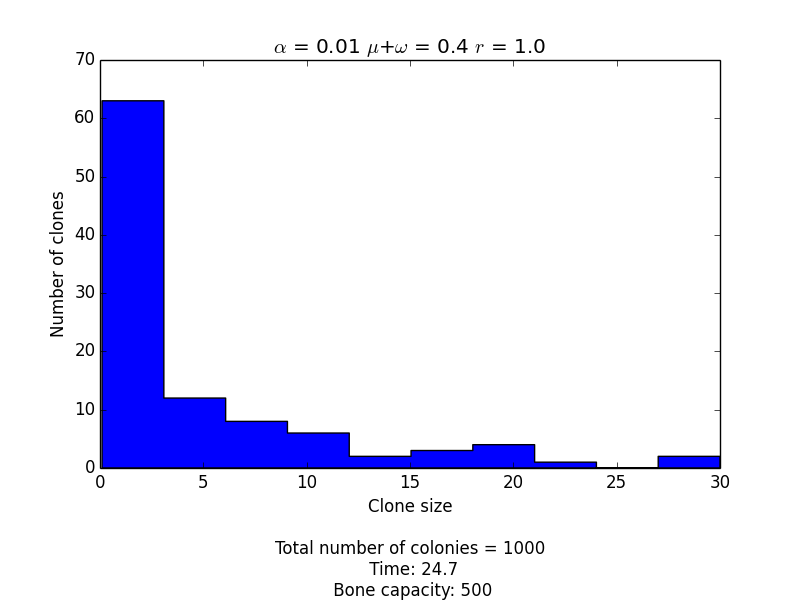 α = 0.01 μ+ω = 0.4 r = 1.0
70
60
50
40
30
20
10
0
Number of clones
0 5 10 15 20 25 30
Clone size
Total number of colonies = 1000
Time: 24.7
Bone capacity: 500